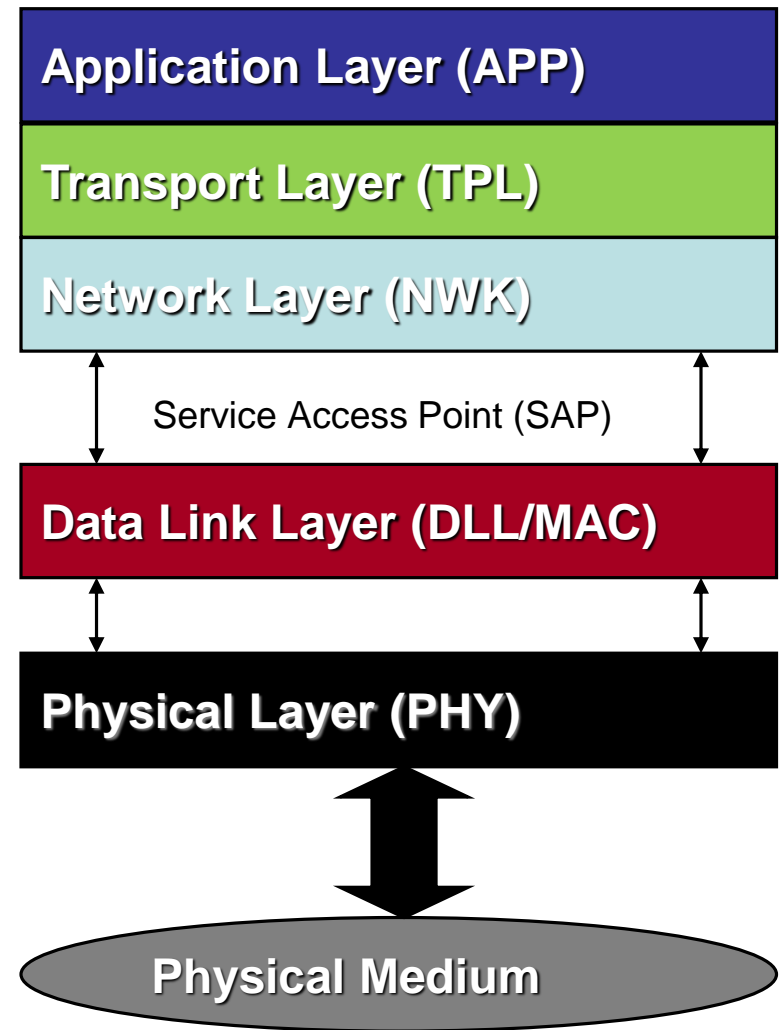 Application Layer (APP)
Transport Layer (TPL)
Network Layer (NWK)
Service Access Point (SAP)
Data Link Layer (DLL/MAC)
Physical Layer (PHY)
Physical Medium